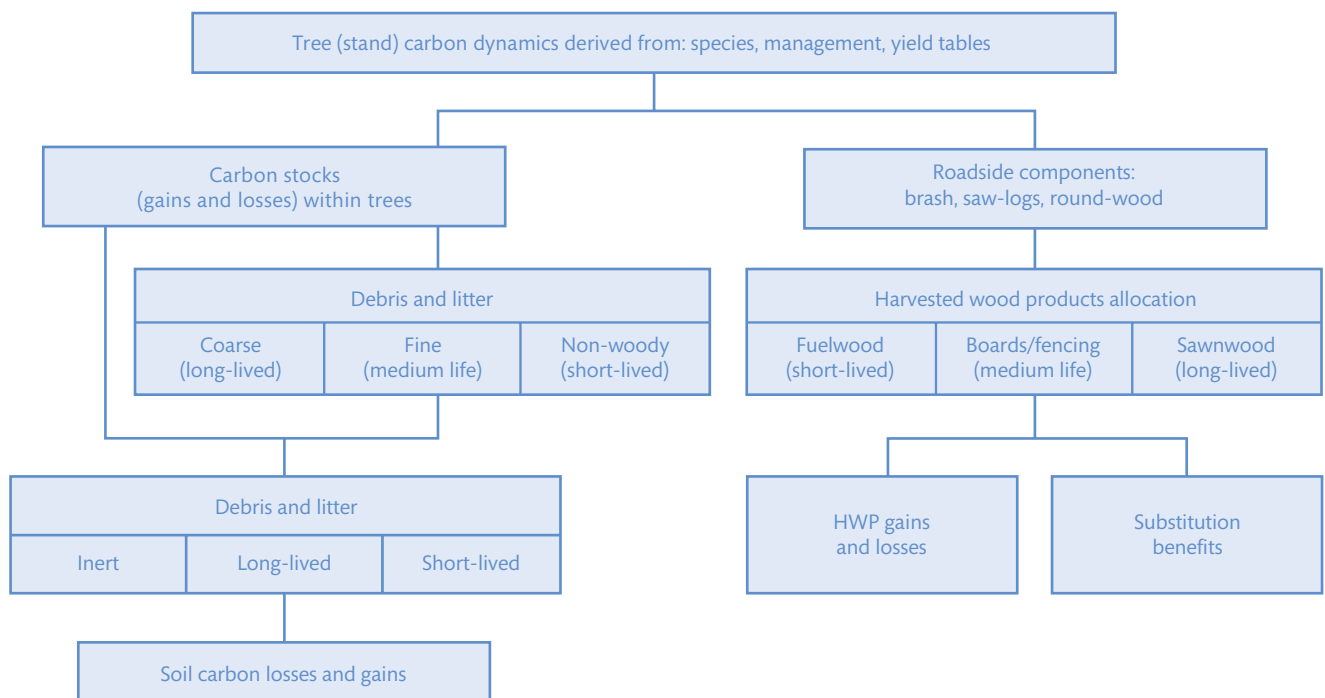 Tree (stand) carbon dynamics derived from: species, management, yield tables
Carbon stocks
(gains and losses) within trees
Roadside components:
brash, saw-logs, round-wood
Debris and litter
Coarse
(long-lived)
Fine
(medium life)
Non-woody
(short-lived)
Harvested wood products allocation
Fuelwood
(short-lived)
Boards/fencing
(medium life)
Sawnwood
(long-lived)
Debris and litter
Inert
Long-lived
Short-lived
HWP gains
and losses
Substitution
benefits
Soil carbon losses and gains